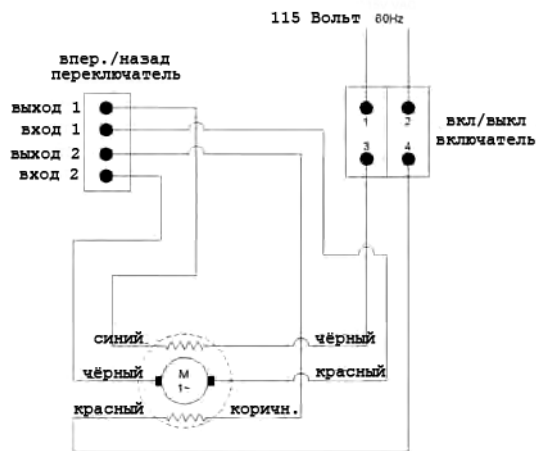 115 Вольт 60Hz
впер./назад
переключатель
выход 1
вход 1
выход 2
вход 2
1 2
3 4
вкл/выкл
включатель
синий чёрный
чёрный M красный
1~
красный коричн.